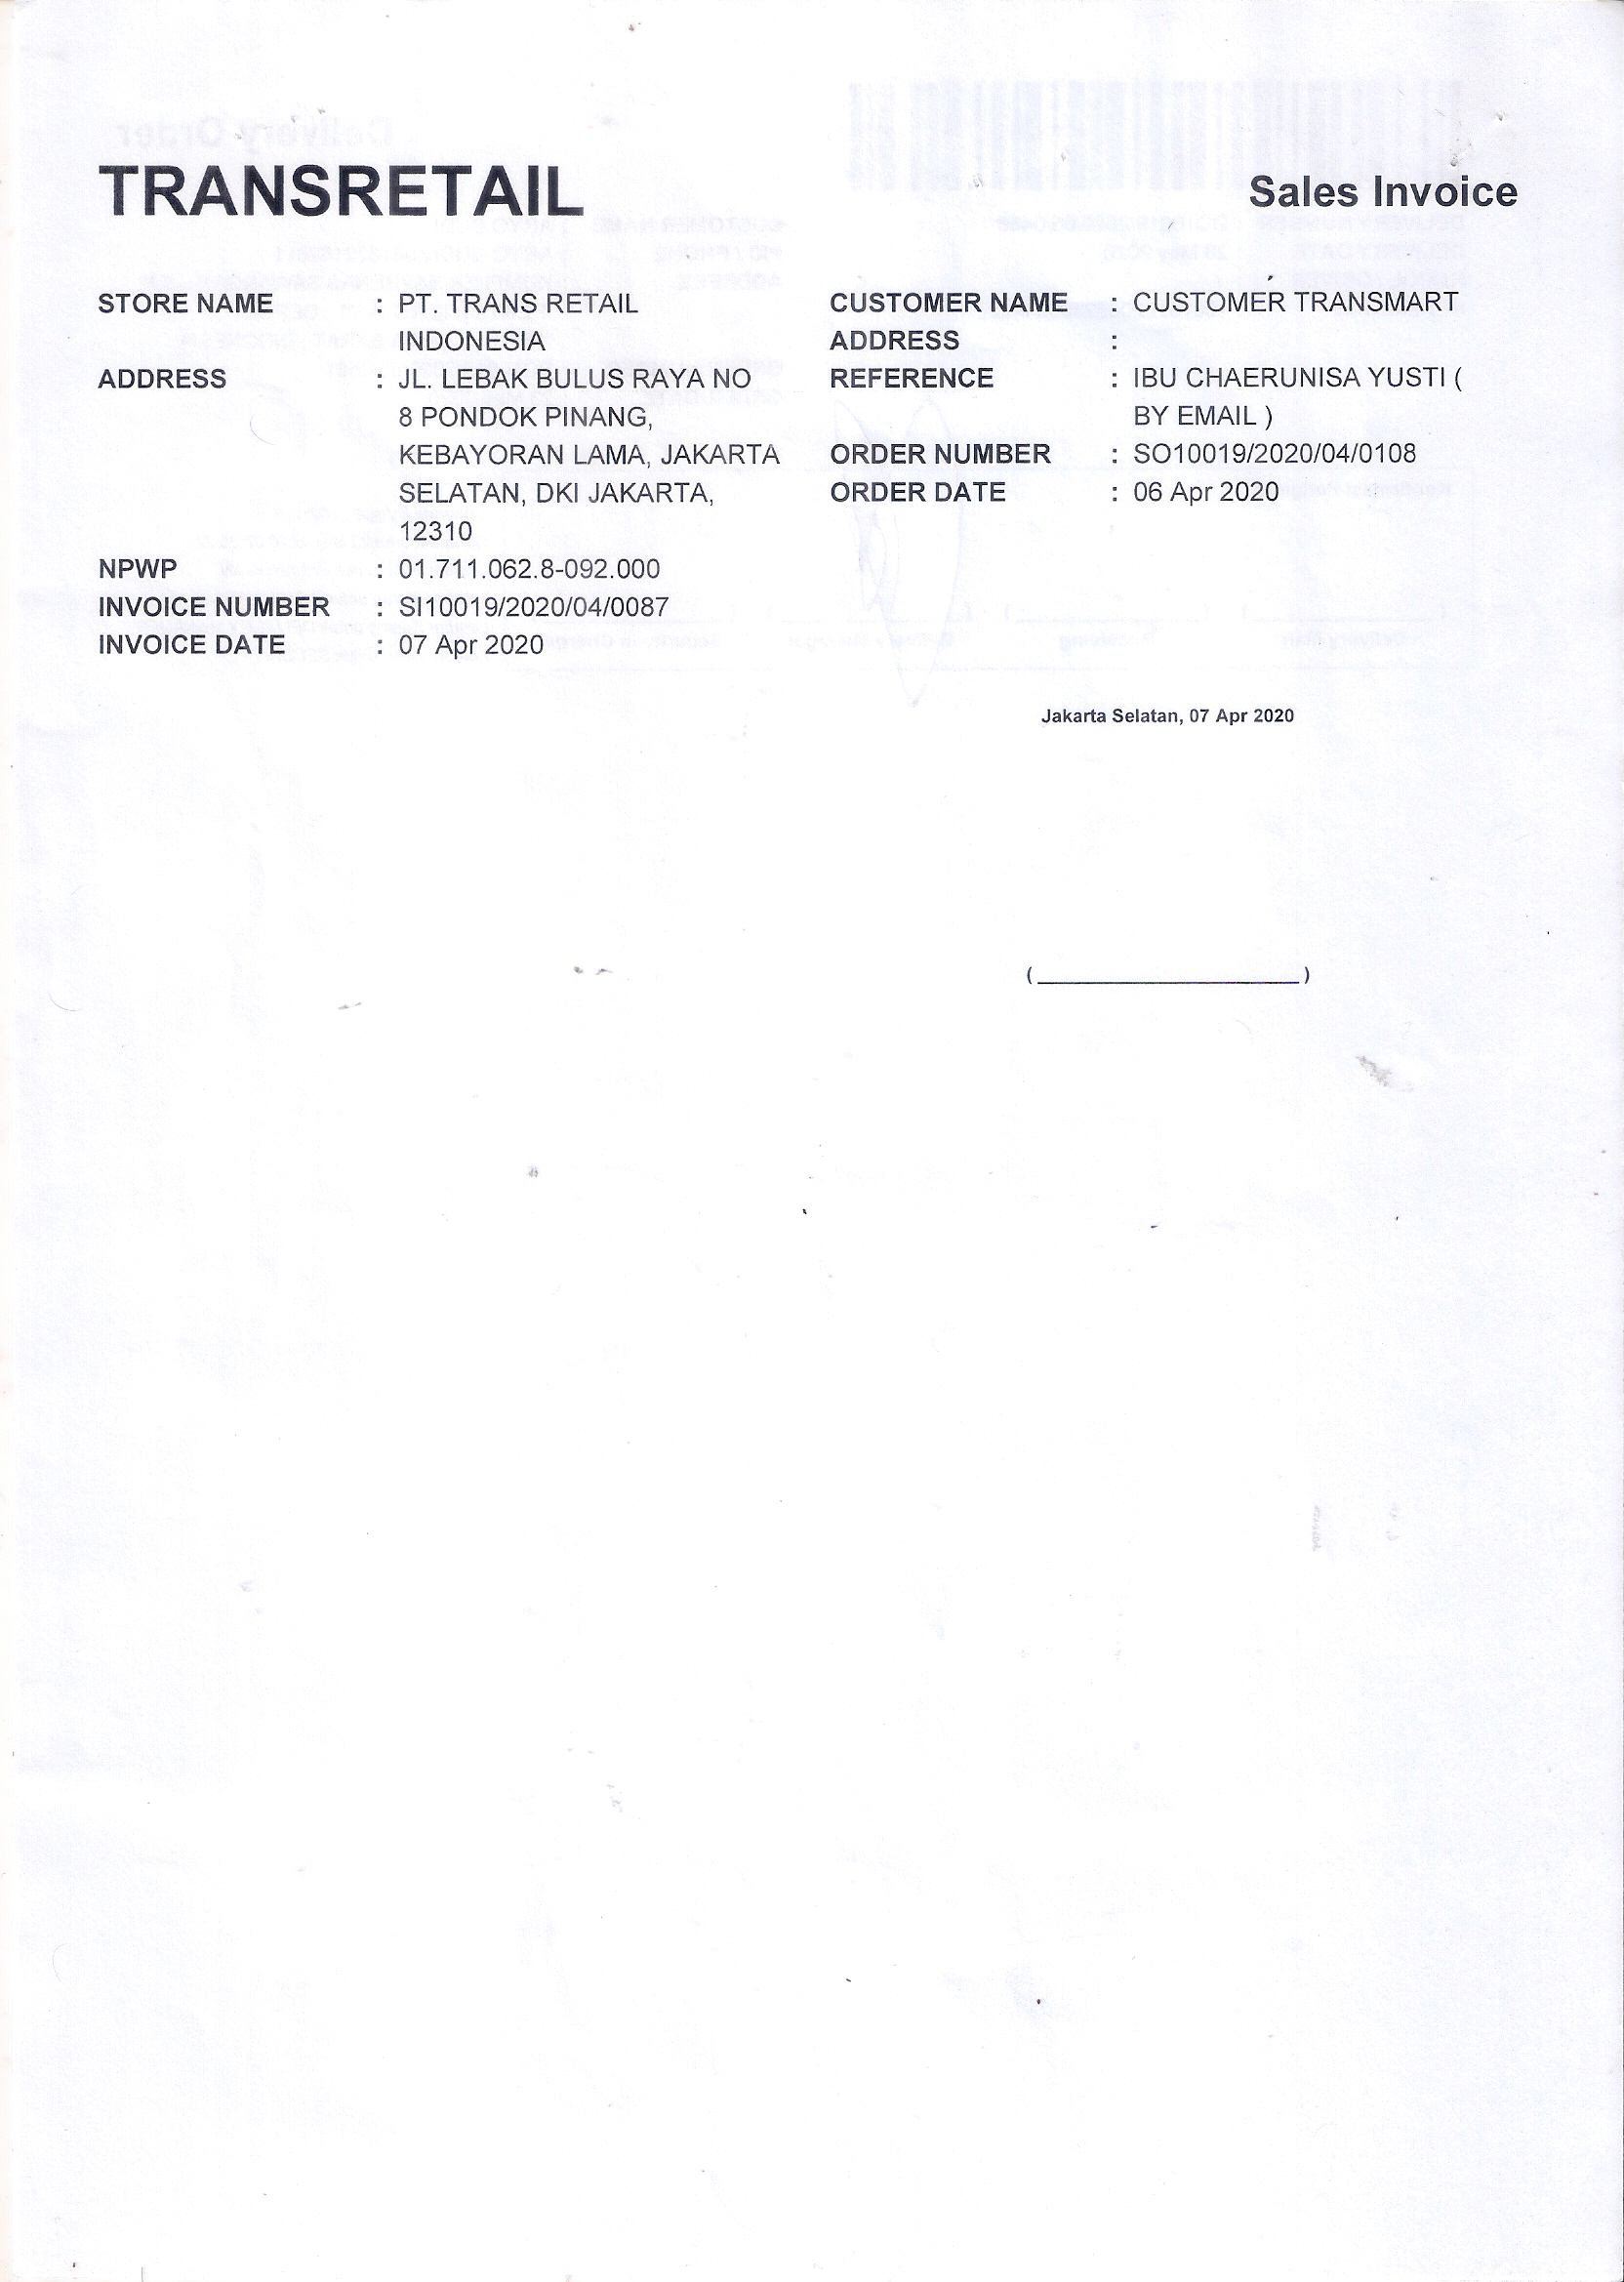 TRANSRETAIL
Sales Invoice
STORE NAME : PT. TRANS RETAIL
INDONESIA
ADDRESS : JL. LEBAK BULUS RAYA NO
8 PONDOK PINANG,
KEBAYORAN LAMA, JAKARTA
SELATAN, DKI JAKARTA,
12310
NPWP : 01.711.062.8-092.000
INVOICE NUMBER : SI10019/2020/04/0087
INVOICE DATE : 07 Apr 2020
CUSTOMER NAME : CUSTOMER TRANSMART
ADDRESS :
REFERENCE : IBU CHAERUNISA YUSTI (
BY EMAIL )
ORDER NUMBER : SO10019/2020/04/0108
ORDER DATE : 06 Apr 2020
Jakarta Selatan, 07 Apr 2020
(____________________)